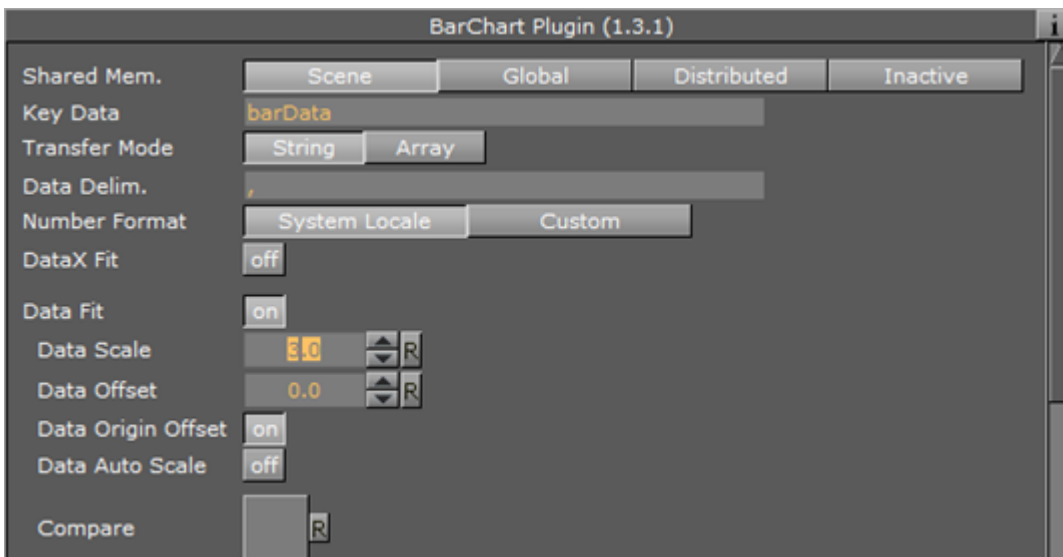 BarChart Plugin (1.3.1) i
Shared Mem. Scene Global Distributed Inactive
Key Data barData
Transfer Mode String Array
Data Delim. ,
Number Format System Locale Custom
DataX Fit off
Data Fit on
Data Scale 3.0 R
Data Offset 0.0 R
Data Origin Offset on
Data Auto Scale off
Compare R